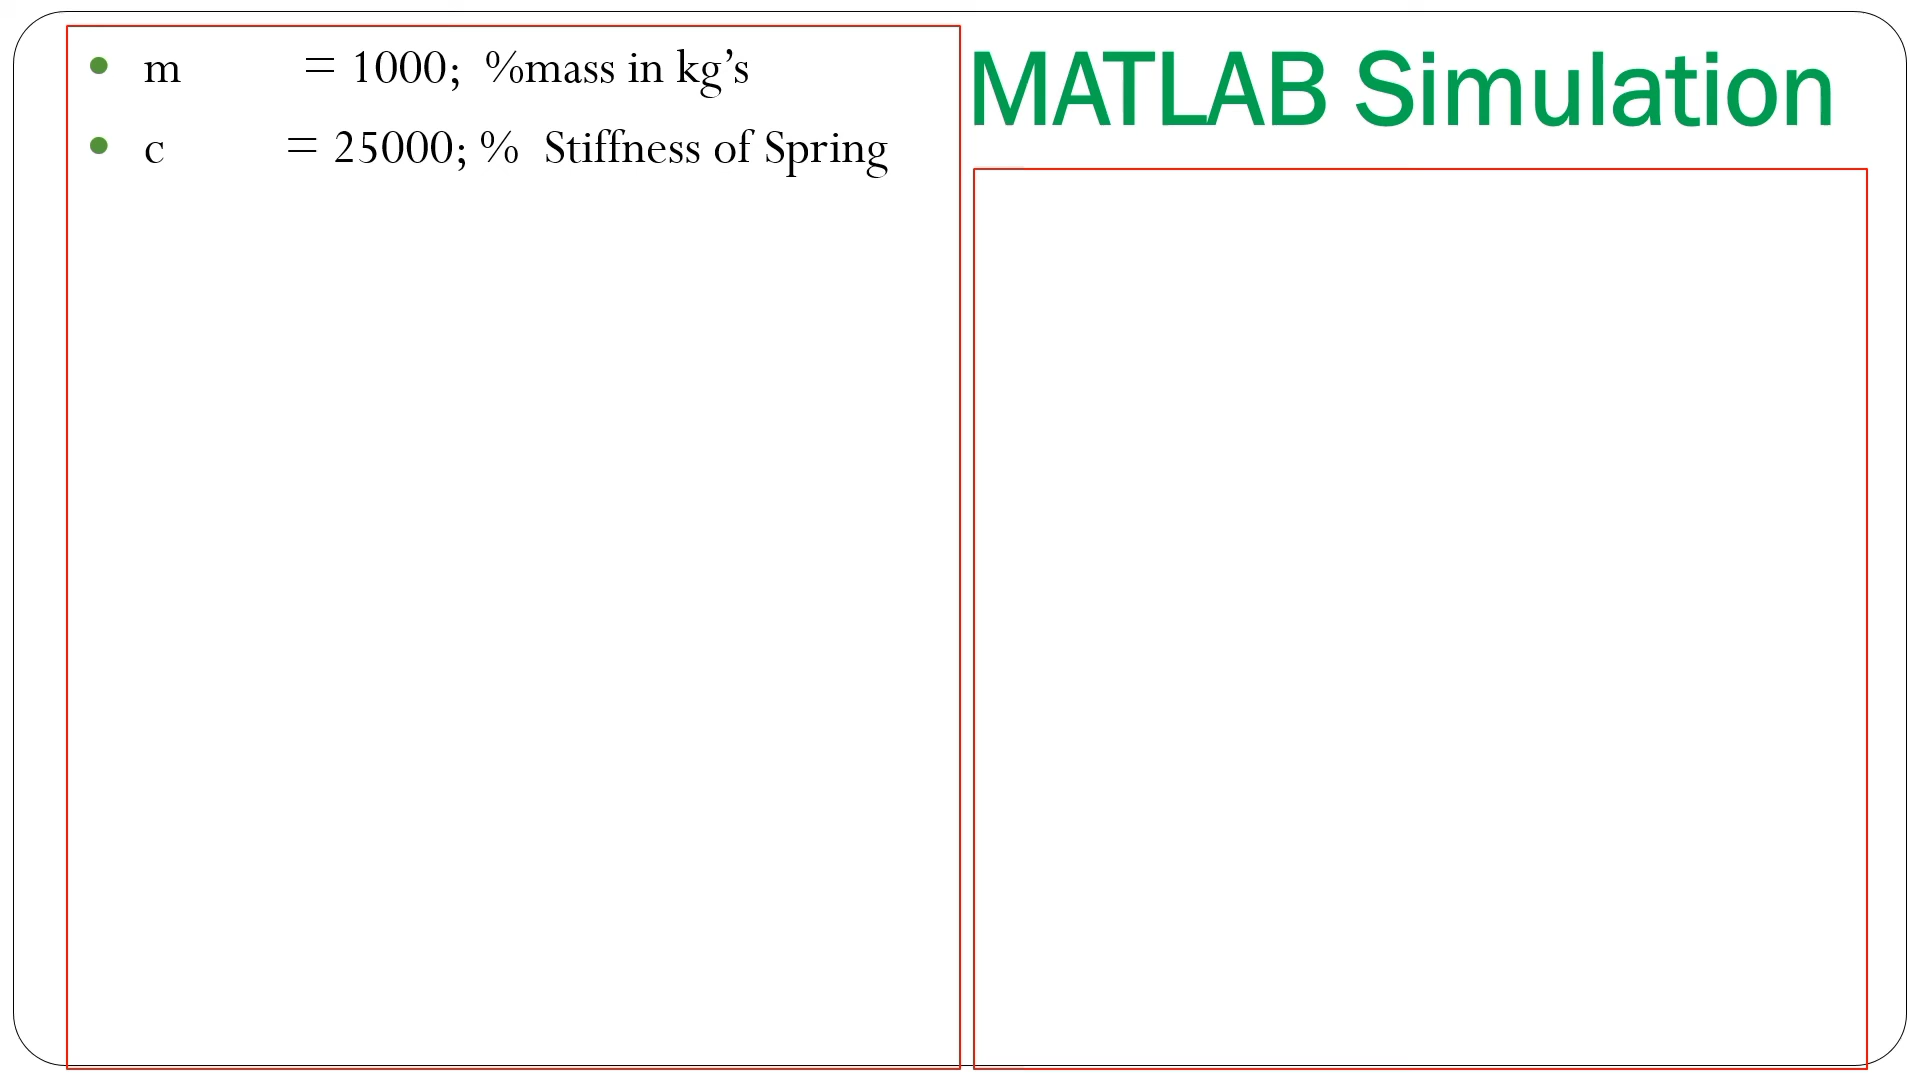 m = 1000; %mass in kg’s
c = 25000; % Stiffness of Spring
MATLAB Simulation